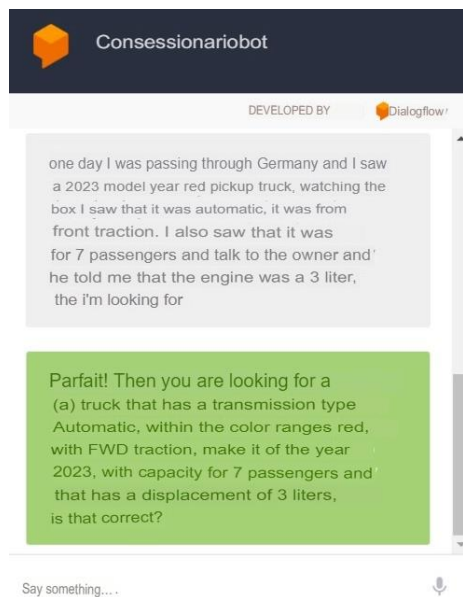 Consessionariobot
DEVELOPED BY Dialogflow
one day I was passing through Germany and I saw
a 2023 model year red pickup truck, watching the
box I saw that it was automatic, it was from
front traction. I also saw that it was
for 7 passengers and talk to the owner and
he told me that the engine was a 3 liter,
the i'm looking for
Parfait! Then you are looking for a
(a) truck that has a transmission type
Automatic, within the color ranges red,
with FWD traction, make it of the year
2023, with capacity for 7 passengers and
that has a displacement of 3 liters,
is that correct?
Say something... .